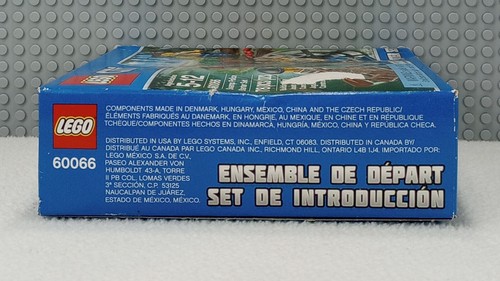 LEGO
5-12
LEGO
60066
COMPONENTS MADE IN DENMARK, HUNGARY, MÉXICO, CHINA AND THE CZECH REPUBLIC/
ÉLÉMENTS FABRIQUÉS AU DANEMARK, EN HONGRIE, AU MEXIQUE, EN CHINE ET EN RÉPUBLIQUE
TCHÈQUE/COMPONENTES HECHOS EN DINAMARCA, HUNGRÍA, MÉXICO, CHINA Y REPÚBLICA CHECA.
DISTRIBUTED IN USA BY LEGO SYSTEMS, INC., ENFIELD, CT 06083. DISTRIBUTED IN CANADA/
DISTRIBUÉ AU CANADA PAR LEGO CANADA INC., RICHMOND HILL, ONTARIO L4B 1J4. IMPORTADO POR:
LEGO MÉXICO S.A. DE C.V.,
PASEO ALEXANDER VON
HUMBOLDT 43-A, TORRE
II PB COL, LOMAS VERDES
3ª SECCIÓN, C.P. 53125
NAUCALPAN DE JUÁREZ,
ESTADO DE MÉXICO, MÉXICO.
ENSEMBLE DE DÉPART
SET DE INTRODUCCIÓN